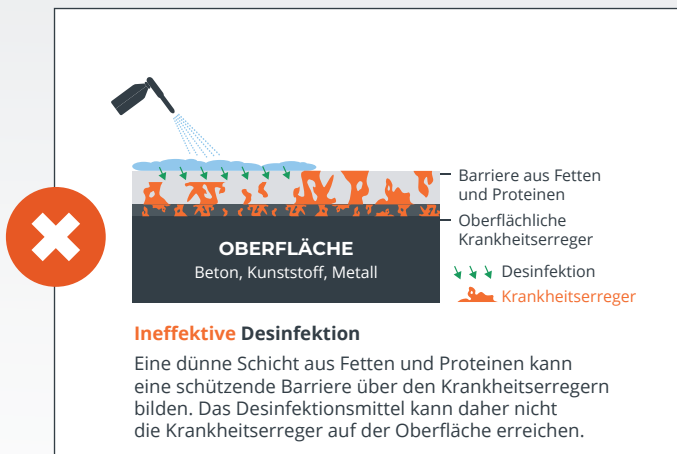 Barriere aus Fetten
und Proteinen
Oberflächliche
Krankheitserreger
OBERFLÄCHE
Beton, Kunststoff, Metall
Desinfektion
Krankheitserreger
Ineffektive Desinfektion
Eine dünne Schicht aus Fetten und Proteinen kann
eine schützende Barriere über den Krankheitserregern
bilden. Das Desinfektionsmittel kann daher nicht
die Krankheitserreger auf der Oberfläche erreichen.